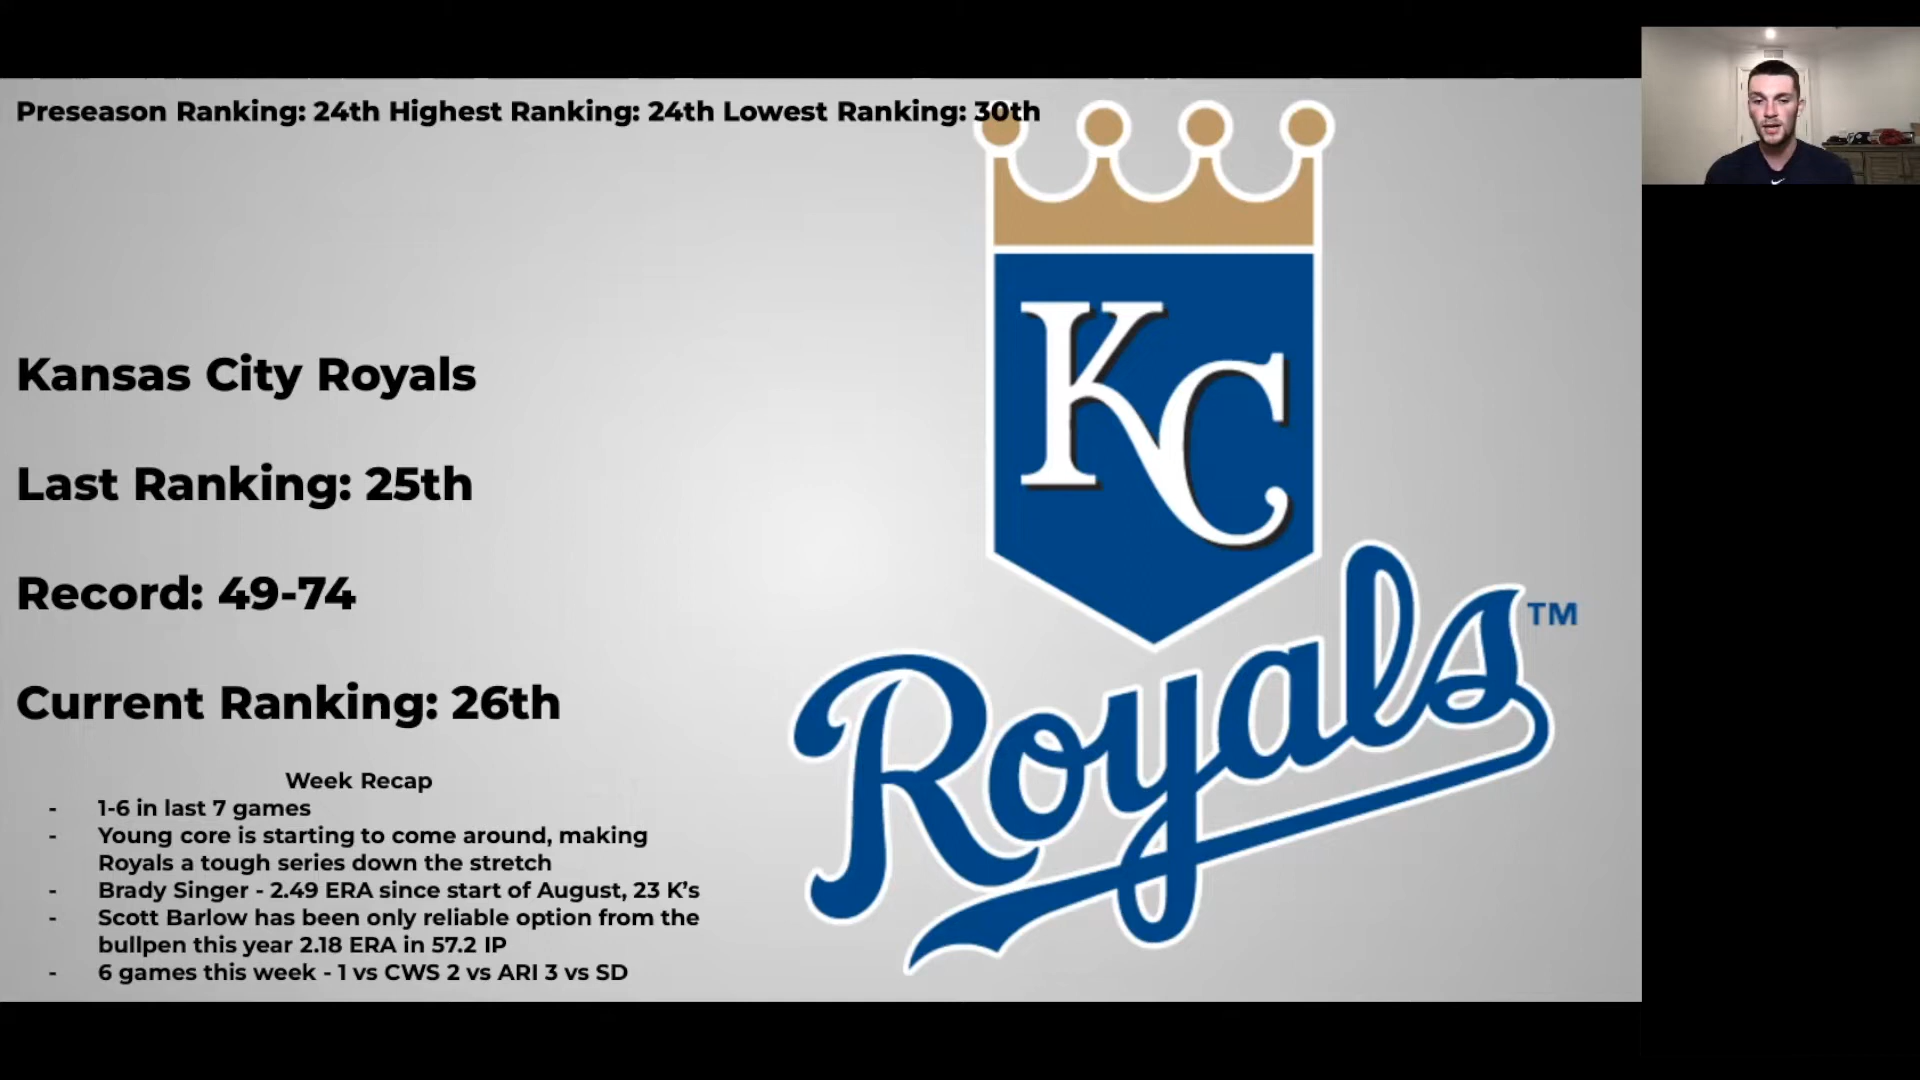 Preseason Ranking: 24th Highest Ranking: 24th Lowest Ranking: 30th
Kansas City Royals
Last Ranking: 25th
Record: 49-74
Current Ranking: 26th
Week Recap
- 1-6 in last 7 games
- Young core is starting to come around, making
Royals a tough series down the stretch
- Brady Singer - 2.49 ERA since start of August, 23 K’s
- Scott Barlow has been only reliable option from the
bullpen this year 2.18 ERA in 57.2 IP
- 6 games this week - 1 vs CWS 2 vs ARI 3 vs SD
KC
Royals TM